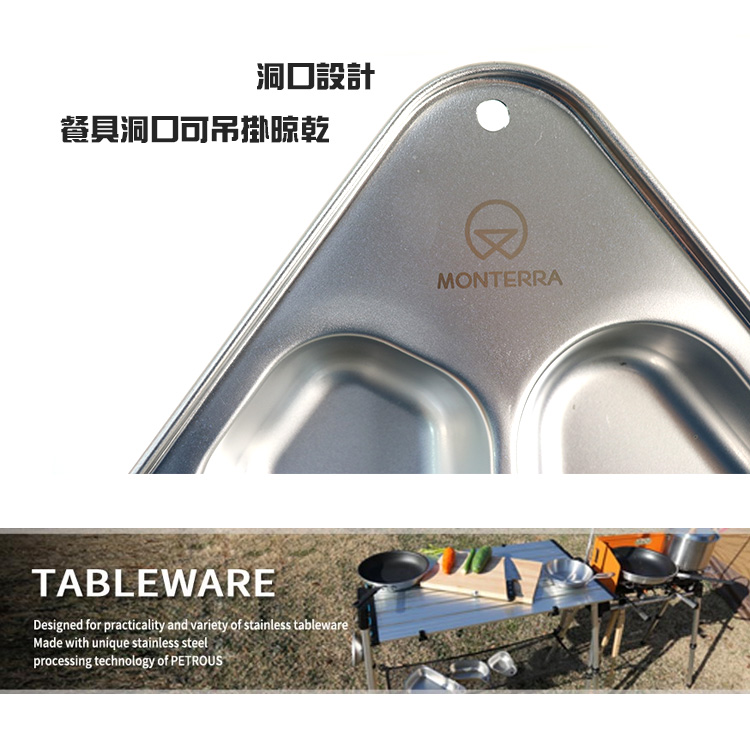 洞口設計
餐具洞口可吊掛晾乾
MONTERRA
TABLEWARE
Designed for practicality and variety of stainless tableware
Made with unique stainless steel
processing technology of PETROUS